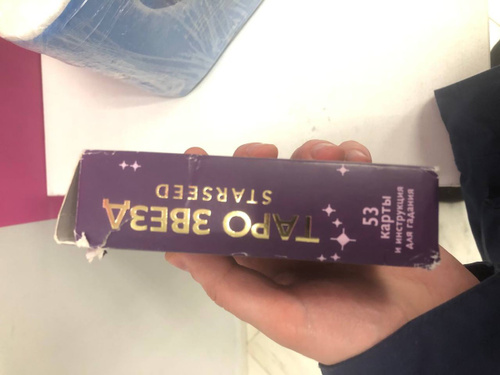 ТАРО ЗВЕЗД
STARSEED
53
карты
и инструкция
для гадания